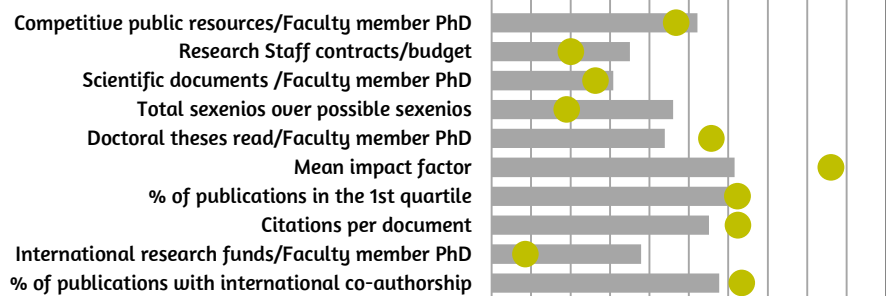 Competitive public resources/Faculty member PhD
Research Staff contracts/budget
Scientific documents /Faculty member PhD
Total sexenios over possible sexenios
Doctoral theses read/Faculty member PhD
Mean impact factor
% of publications in the 1st quartile
Citations per document
International research funds/Faculty member PhD
% of publications with international co-authorship